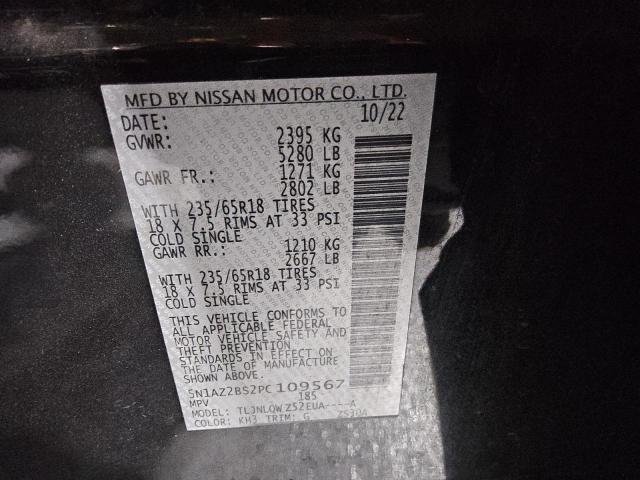 MFD BY NISSAN MOTOR CO., LTD.
DATE: 10/22
GVWR: 2395 KG
5280 LB
GAWR FR.: 1271 KG
2802 LB
WITH 235/65R18 TIRES
18 X 7.5 RIMS AT 33 PSI
COLD SINGLE
GAWR RR.: 1210 KG
2667 LB
WITH 235/65R18 TIRES
18 X 7.5 RIMS AT 33 PSI
COLD SINGLE
THIS VEHICLE CONFORMS TO
ALL APPLICABLE FEDERAL
MOTOR VEHICLE SAFETY AND
THEFT PREVENTION
STANDARDS IN EFFECT ON
THE DATE OF MANUFACTURE
SHOWN ABOVE.
5N1AZ2BS2PC109567
MPV 185
MODEL: TLJNLQWZS2EUA----A
COLOR: KH3 TRIM: G